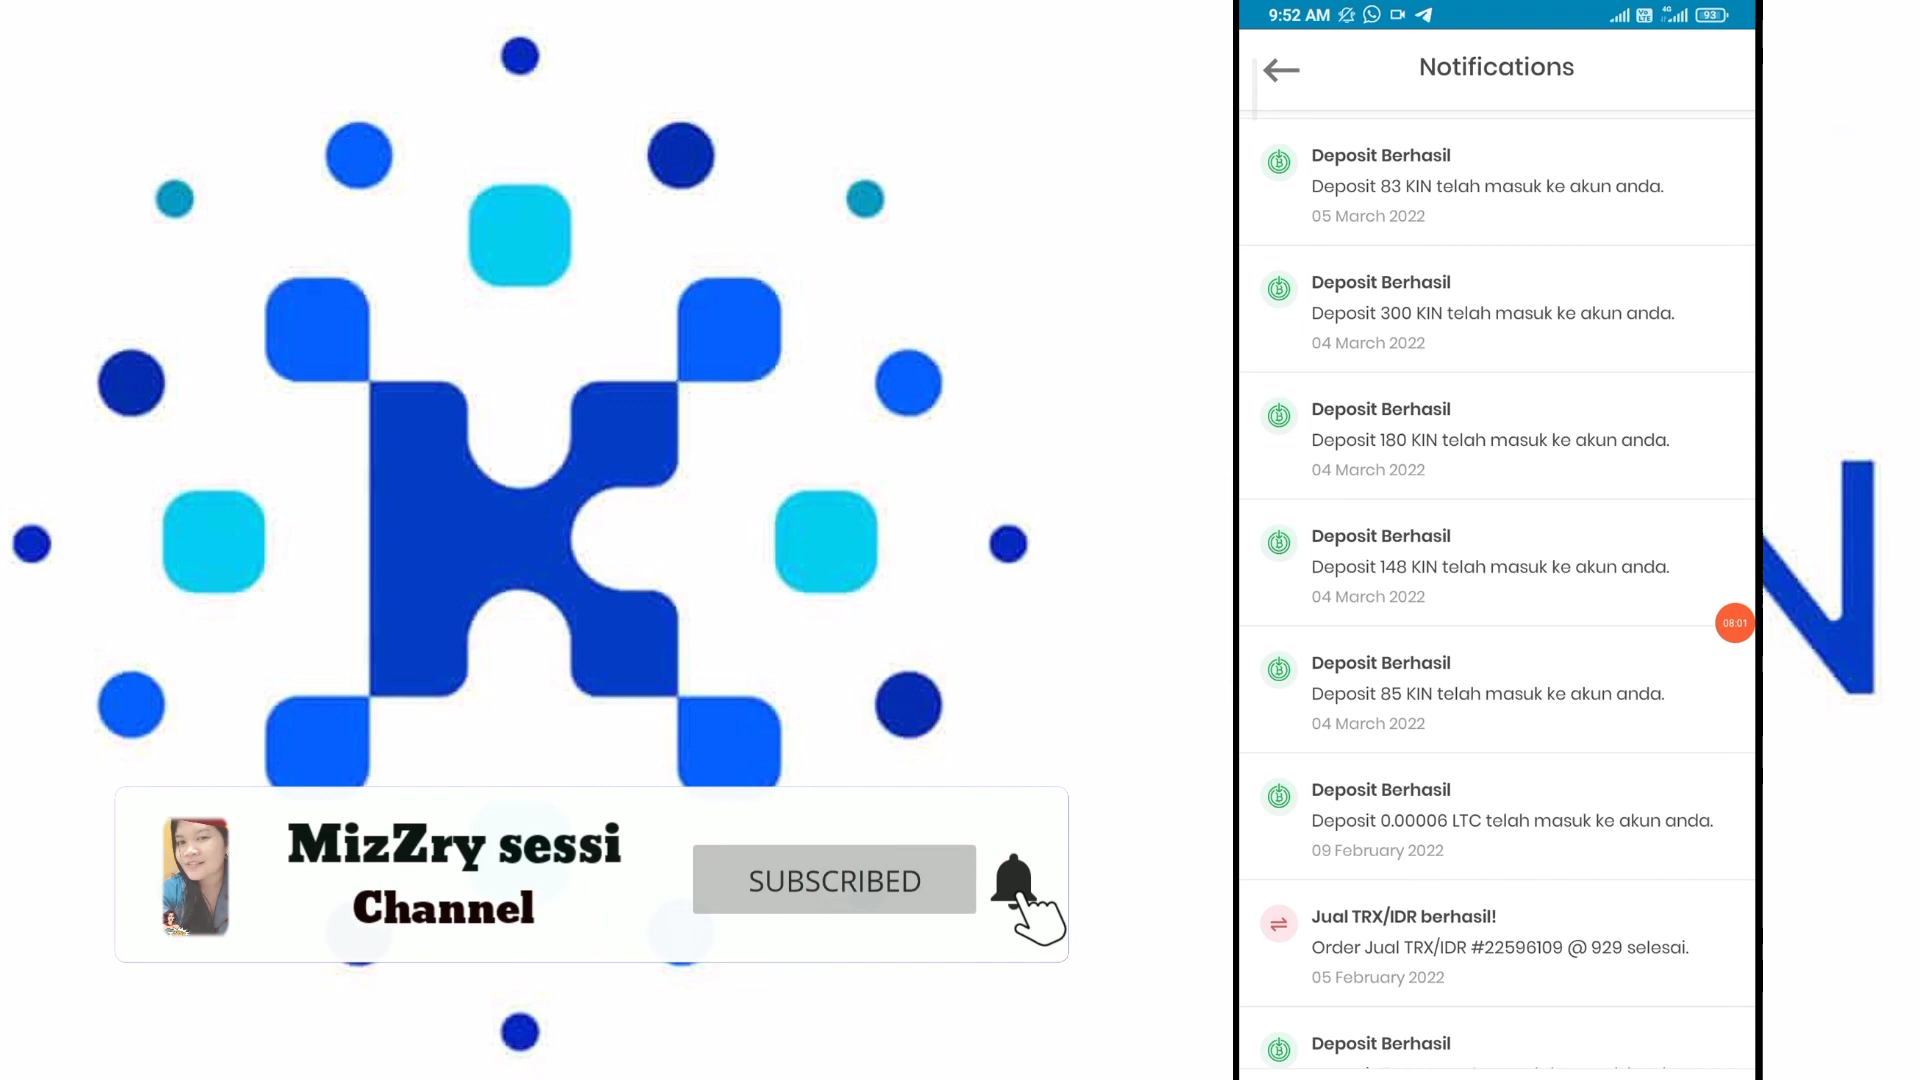 9:52 AM
4G
Vo
LTE
93
Notifications
Deposit Berhasil
Deposit 83 KIN telah masuk ke akun anda.
05 March 2022
Deposit Berhasil
Deposit 300 KIN telah masuk ke akun anda.
04 March 2022
Deposit Berhasil
Deposit 180 KIN telah masuk ke akun anda.
04 March 2022
Deposit Berhasil
Deposit 148 KIN telah masuk ke akun anda.
04 March 2022
08:01
Deposit Berhasil
Deposit 85 KIN telah masuk ke akun anda.
04 March 2022
Deposit Berhasil
Deposit 0.00006 LTC telah masuk ke akun anda.
09 February 2022
Jual TRX/IDR berhasil!
Order Jual TRX/IDR #22596109 @ 929 selesai.
05 February 2022
Deposit Berhasil
N
MizZry sessi
Channel
SUBSCRIBED